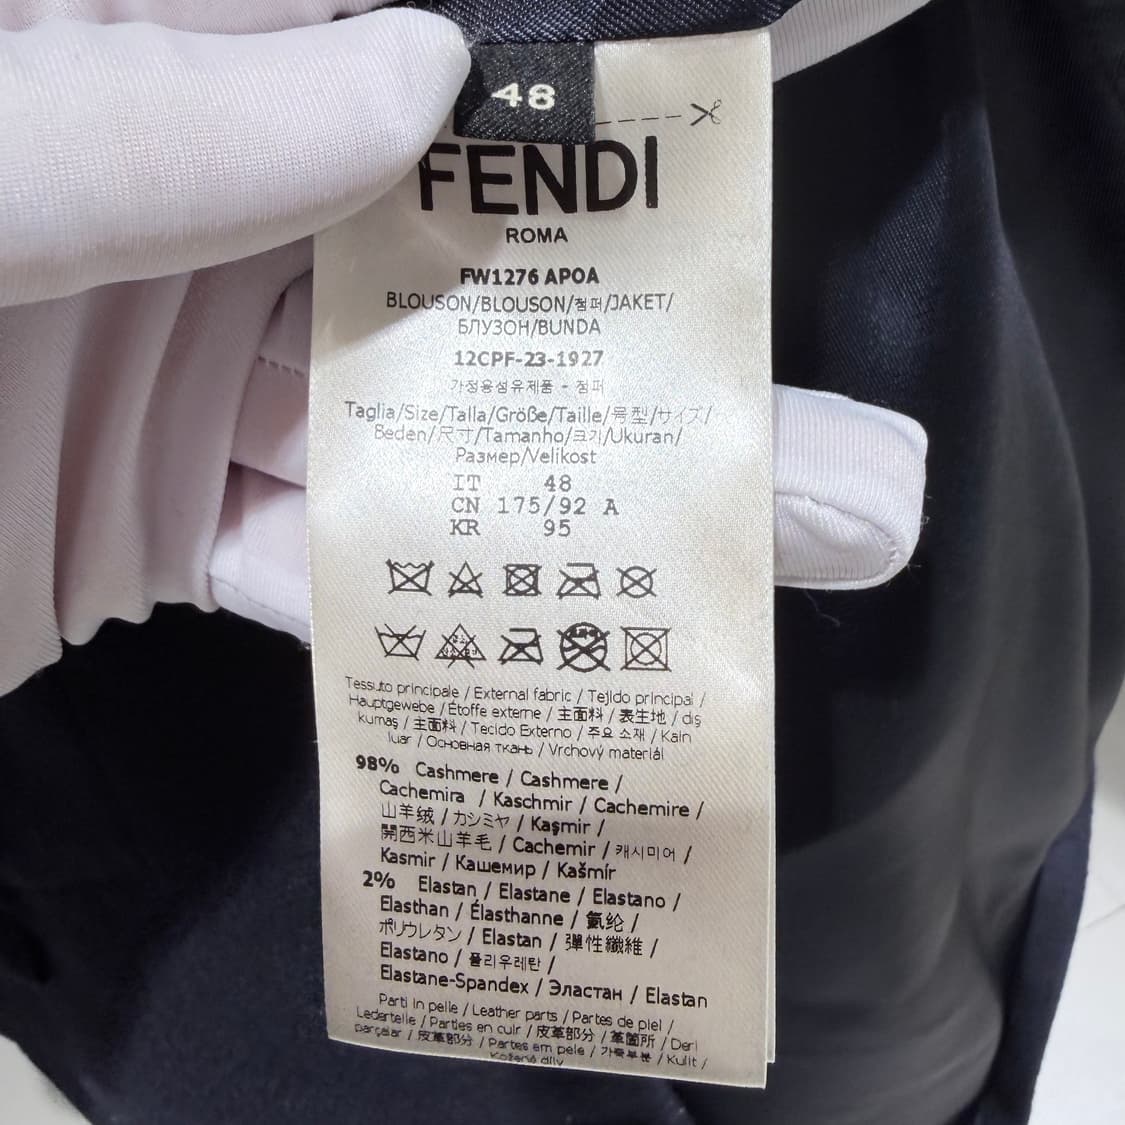 48
FENDI
ROMA
FW1276 APOA
BLOUSON/BLOUSON/점퍼/JAKET/
БЛУЗОН/BUNDA
12CPF-23-1927
가정용섬유제품 - 점퍼
Taglia/Size/Talla/Größe/Taille/号型/サイズ/
Beden/尺寸/Tamanho/크기/Ukuran/
Размер/Velikost
IT 48
CN 175/92 A
KR 95
Tessuto principale / External fabric / Tejido principal /
Hauptgewebe / Étoffe externe / 主面料 / 表生地 / dış
kumaş / 主面料 / Tecido Externo / 주요 소재 / Kain
luar / Основная ткань / Vrchový materiál
98% Cashmere / Cashmere /
Cachemira / Kaschmir / Cachemire /
山羊绒 / カシミヤ / Kaşmir /
開西米山羊毛 / Cachemir / 캐시미어 /
Kasmir / Кашемир / Kašmír
2% Elastan / Elastane / Elastano /
Elasthan / Élasthanne / 氨纶 /
ポリウレタン / Elastan / 彈性纖維 /
Elastano / 폴리우레탄 /
Elastane-Spandex / Эластан / Elastan
Parti in pelle / Leather parts / Partes de piel /
Lederteile / Parties en cuir / 皮革部分 / 革箇所 / Deri
parçalar / 皮革部分 / Partes em pele / 가죽부분 / Kulit /
Kožené díly